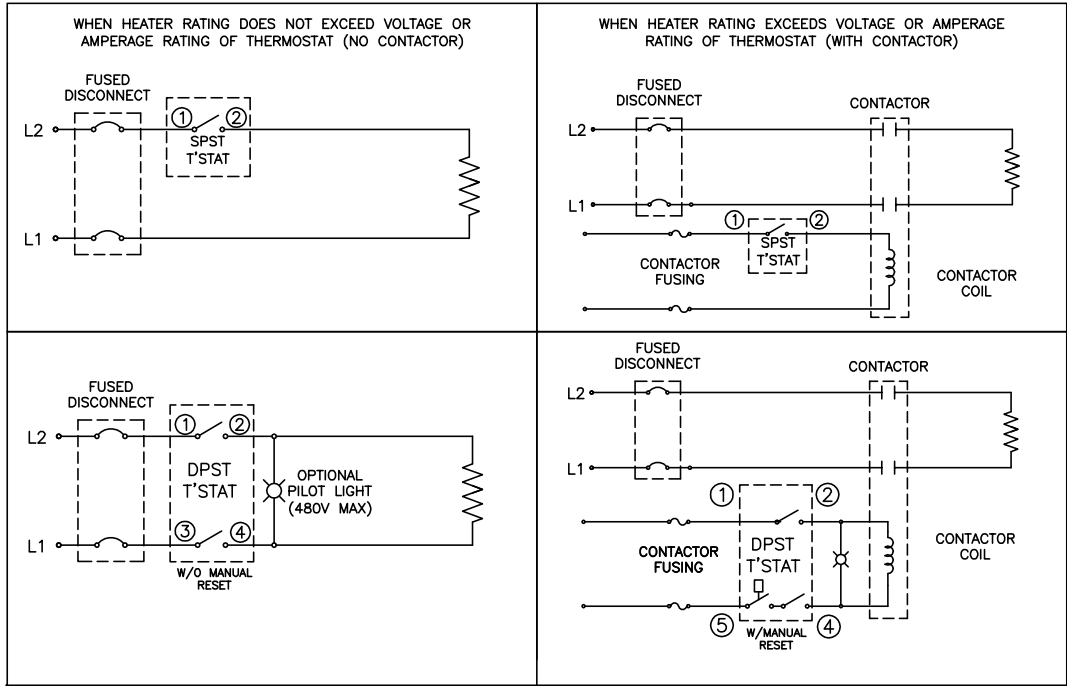 WHEN HEATER RATING DOES NOT EXCEED VOLTAGE OR
AMPERAGE RATING OF THERMOSTAT (NO CONTACTOR)
FUSED
DISCONNECT
L2
1 2
SPST
T'STAT
L1
WHEN HEATER RATING EXCEEDS VOLTAGE OR AMPERAGE
RATING OF THERMOSTAT (WITH CONTACTOR)
FUSED
DISCONNECT
CONTACTOR
L2
L1
1 2
SPST
T'STAT
CONTACTOR
FUSING
CONTACTOR
COIL
FUSED
DISCONNECT
L2
1 2
DPST
T'STAT
OPTIONAL
PILOT LIGHT
(480V MAX)
3 4
L1
W/O MANUAL
RESET
FUSED
DISCONNECT
CONTACTOR
L2
L1
1 2
DPST
T'STAT
CONTACTOR
FUSING
CONTACTOR
COIL
5 4
W/MANUAL
RESET